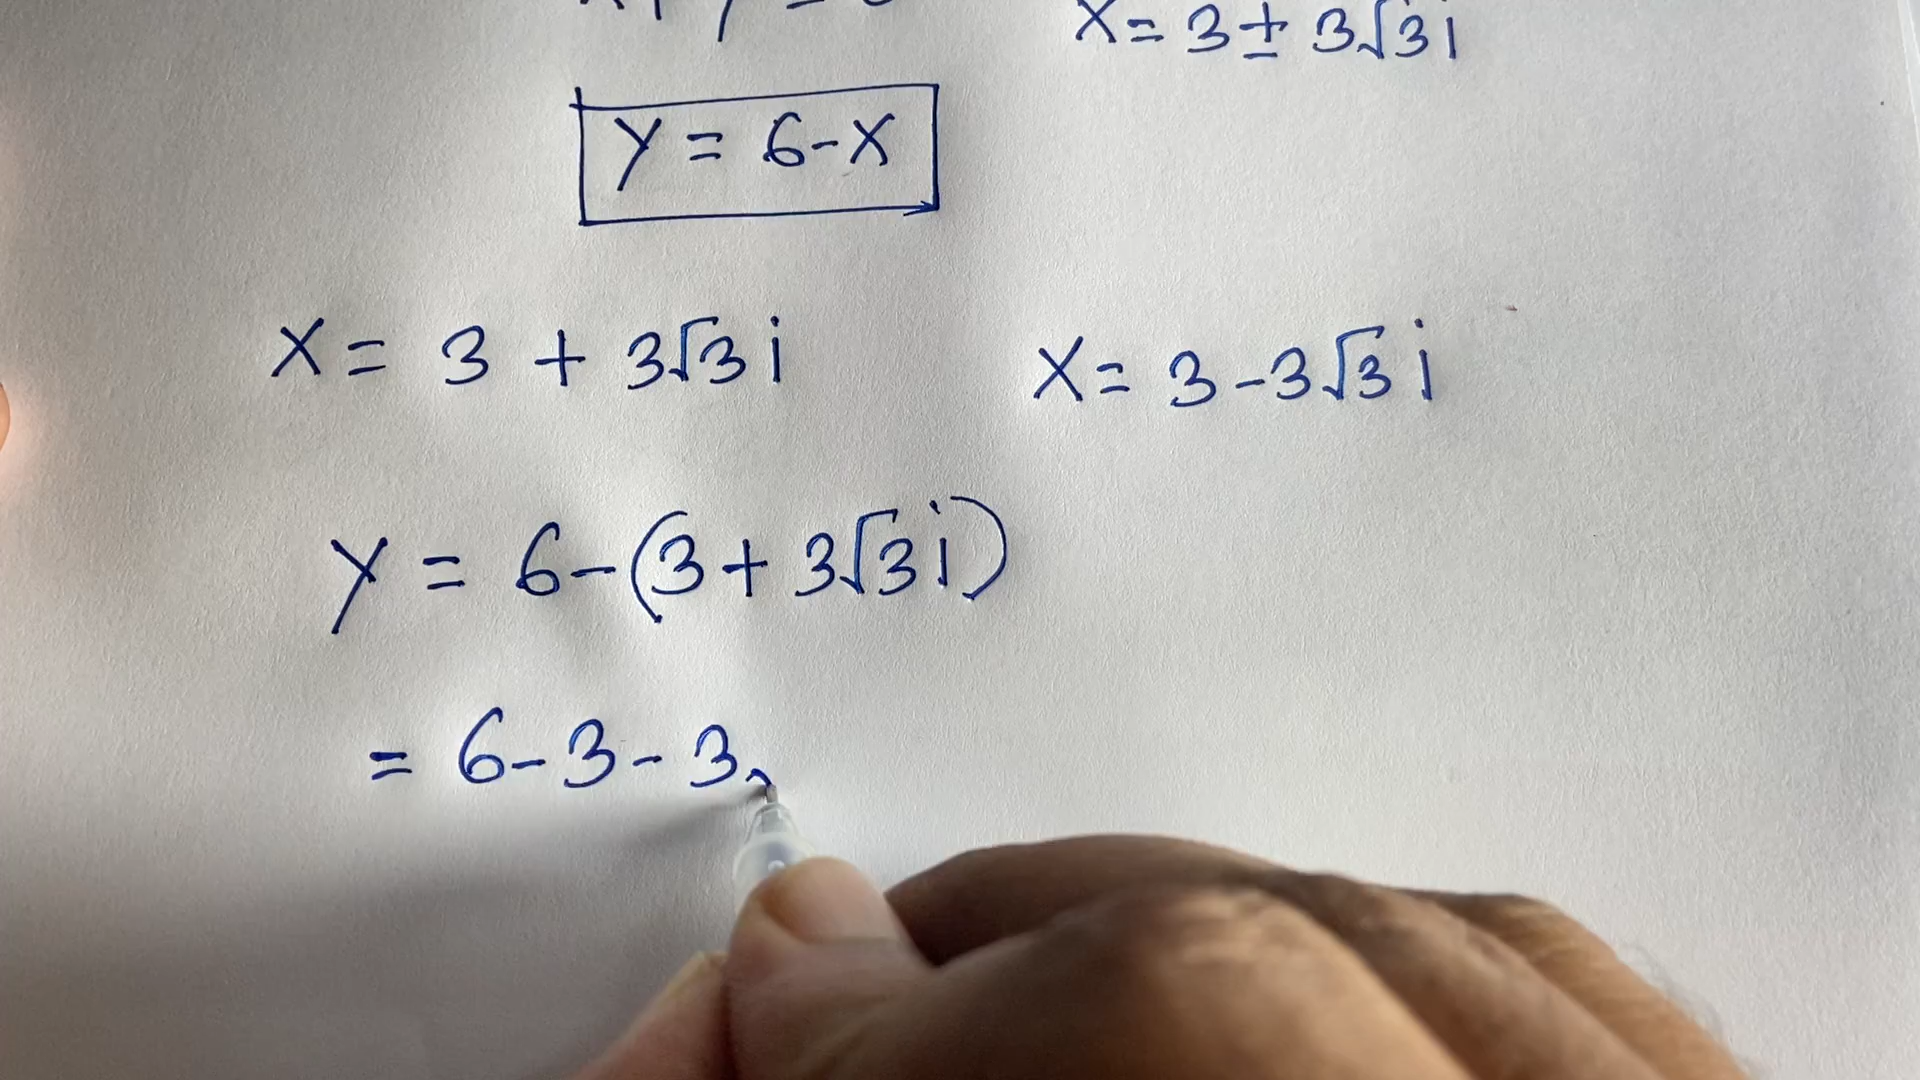 x = 3 ± 3√3 i
y = 6 - x
x = 3 + 3√3 i
x = 3 - 3√3 i
y = 6 - (3 + 3√3 i)
= 6 - 3 - 3